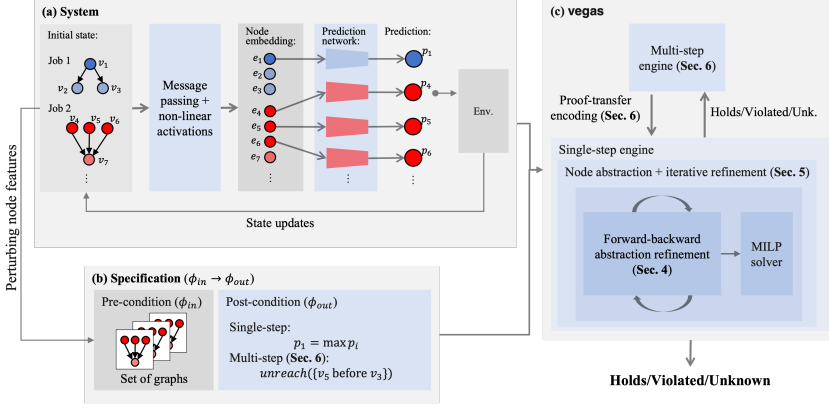 (a) System
Initial state:
Job 1
v₁
v₂
v₃
Job 2
v₄
v₅
v₆
v₇
⋮
Message
passing +
non-linear
activations
Node
embedding:
e₁
e₂
e₃
e₄
e₅
e₆
e₇
⋮
Prediction
network:
⋮
Prediction:
p₁
p₄
p₅
p₆
⋮
Env.
State updates
Perturbing node features
(b) Specification (ϕᵢₙ → ϕₒᵤₜ)
Pre-condition (ϕᵢₙ)
Set of graphs
Post-condition (ϕₒᵤₜ)
Single-step:
p₁ = max pᵢ
Multi-step (Sec. 6):
unreach({v₅ before v₃})
(c) vegas
Multi-step
engine (Sec. 6)
Proof-transfer
encoding (Sec. 6)
Holds/Violated/Unk.
Single-step engine
Node abstraction + iterative refinement (Sec. 5)
Forward-backward
abstraction refinement
(Sec. 4)
MILP
solver
Holds/Violated/Unknown